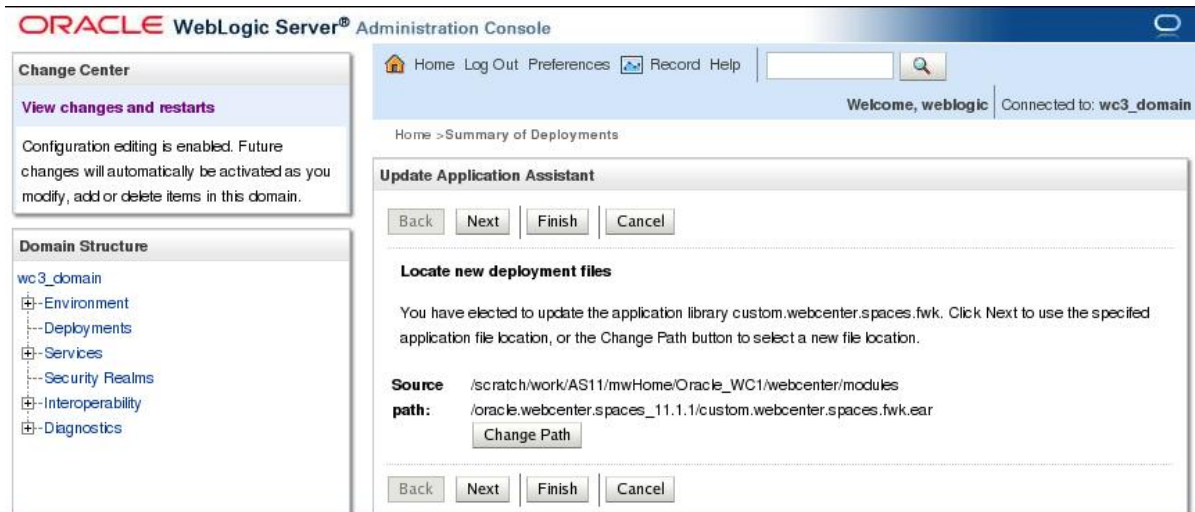 ORACLE WebLogic Server® Administration Console
Change Center
View changes and restarts
Configuration editing is enabled. Future
changes will automatically be activated as you
modify, add or delete items in this domain.
Domain Structure
wc3_domain
Environment
Deployments
Services
Security Realms
Interoperability
Diagnostics
Home Log Out Preferences Record Help
Welcome, weblogic Connected to: wc3_domain
Home >Summary of Deployments
Update Application Assistant
Back Next Finish Cancel
Locate new deployment files
You have elected to update the application library custom.webcenter.spaces.fwk. Click Next to use the specifed
application file location, or the Change Path button to select a new file location.
Source /scratch/work/AS11/mwHome/Oracle_WC1/webcenter/modules
path: /oracle.webcenter.spaces_11.1.1/custom.webcenter.spaces.fwk.ear
Change Path
Back Next Finish Cancel